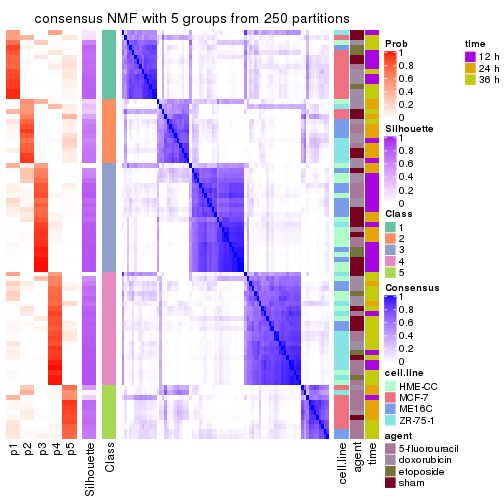 consensus NMF with 5 groups from 250 partitions
p1
p2
p3
p4
p5
Silhouette
Class
cell.line
agent
time
Prob
1
0.8
0.6
0.4
0.2
0
Silhouette
1
0.8
0.6
0.4
0.2
0
Class
1
2
3
4
5
Consensus
1
0.8
0.6
0.4
0.2
0
cell.line
HME-CC
MCF-7
ME16C
ZR-75-1
agent
5-fluorouracil
doxorubicin
etoposide
sham
time
12 h
24 h
36 h